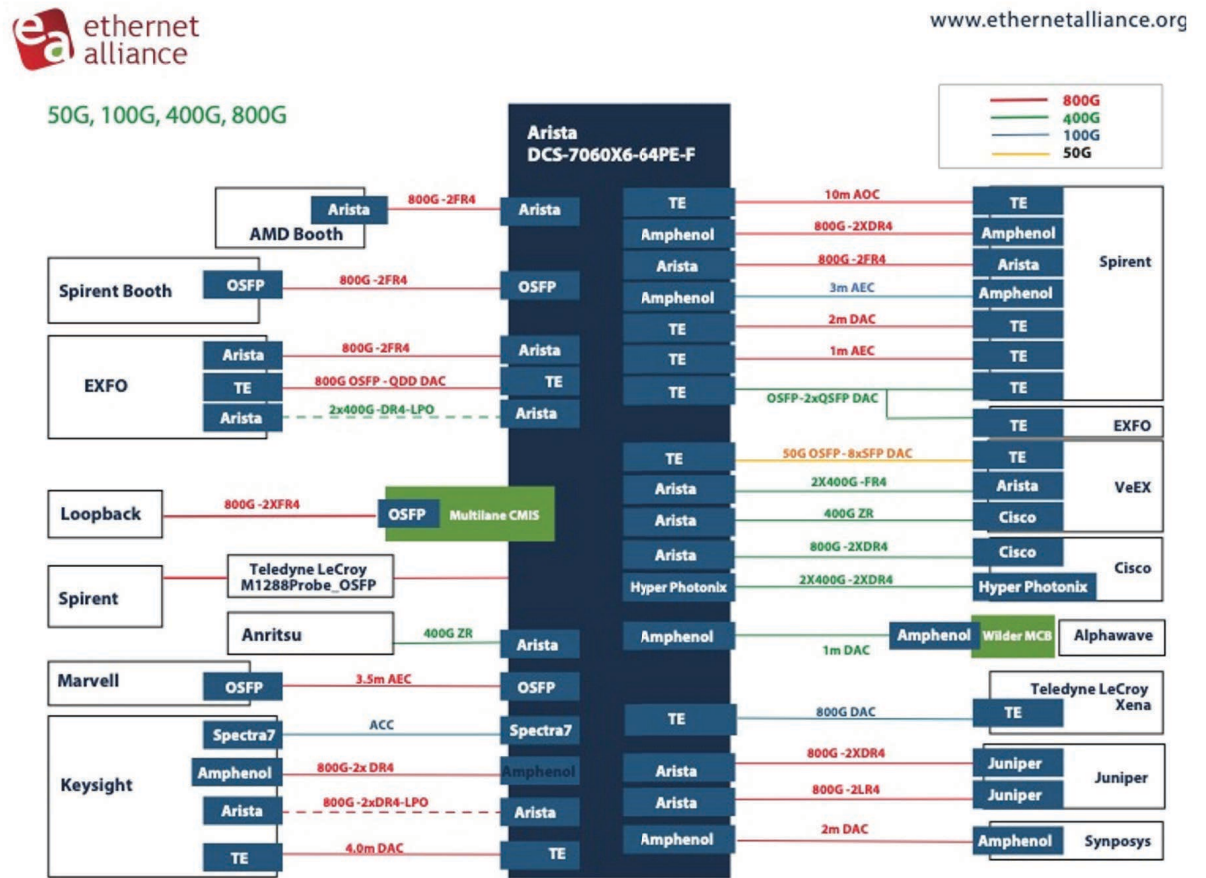 ethernet
alliance
www.ethernetalliance.org
50G, 100G, 400G, 800G
800G
400G
100G
50G
Arista
DCS-7060X6-64PE-F
Arista
800G -2FR4
Arista
AMD Booth
Spirent Booth
OSFP
800G -2FR4
OSFP
EXFO
Arista
800G -2FR4
Arista
TE
800G OSFP - QDD DAC
TE
Arista
2x400G -DR4-LPO
Arista
Loopback
800G -2XFR4
OSFP
Multilane CMIS
Spirent
Teledyne LeCroy
M1288Probe_OSFP
Anritsu
400G ZR
Arista
Marvell
OSFP
3.5m AEC
OSFP
Keysight
Spectra7
ACC
Spectra7
Amphenol
800G-2x DR4
Amphenol
Arista
800G -2xDR4-LPO
Arista
TE
4.0m DAC
TE
TE
10m AOC
TE
Amphenol
800G -2XDR4
Amphenol
Arista
800G -2FR4
Arista
Spirent
Amphenol
3m AEC
Amphenol
TE
2m DAC
TE
TE
1m AEC
TE
TE
OSFP-2xQSFP DAC
TE
TE
EXFO
TE
50G OSFP - 8xSFP DAC
TE
Arista
2X400G -FR4
Arista
VeEX
Arista
400G ZR
Cisco
Arista
800G -2XDR4
Cisco
Cisco
Hyper Photonix
2X400G -2XDR4
Hyper Photonix
Amphenol
1m DAC
Amphenol
Wilder MCB
Alphawave
TE
800G DAC
TE
Teledyne LeCroy
Xena
Arista
800G -2XDR4
Juniper
Juniper
Arista
800G -2LR4
Juniper
Amphenol
2m DAC
Amphenol
Synposys